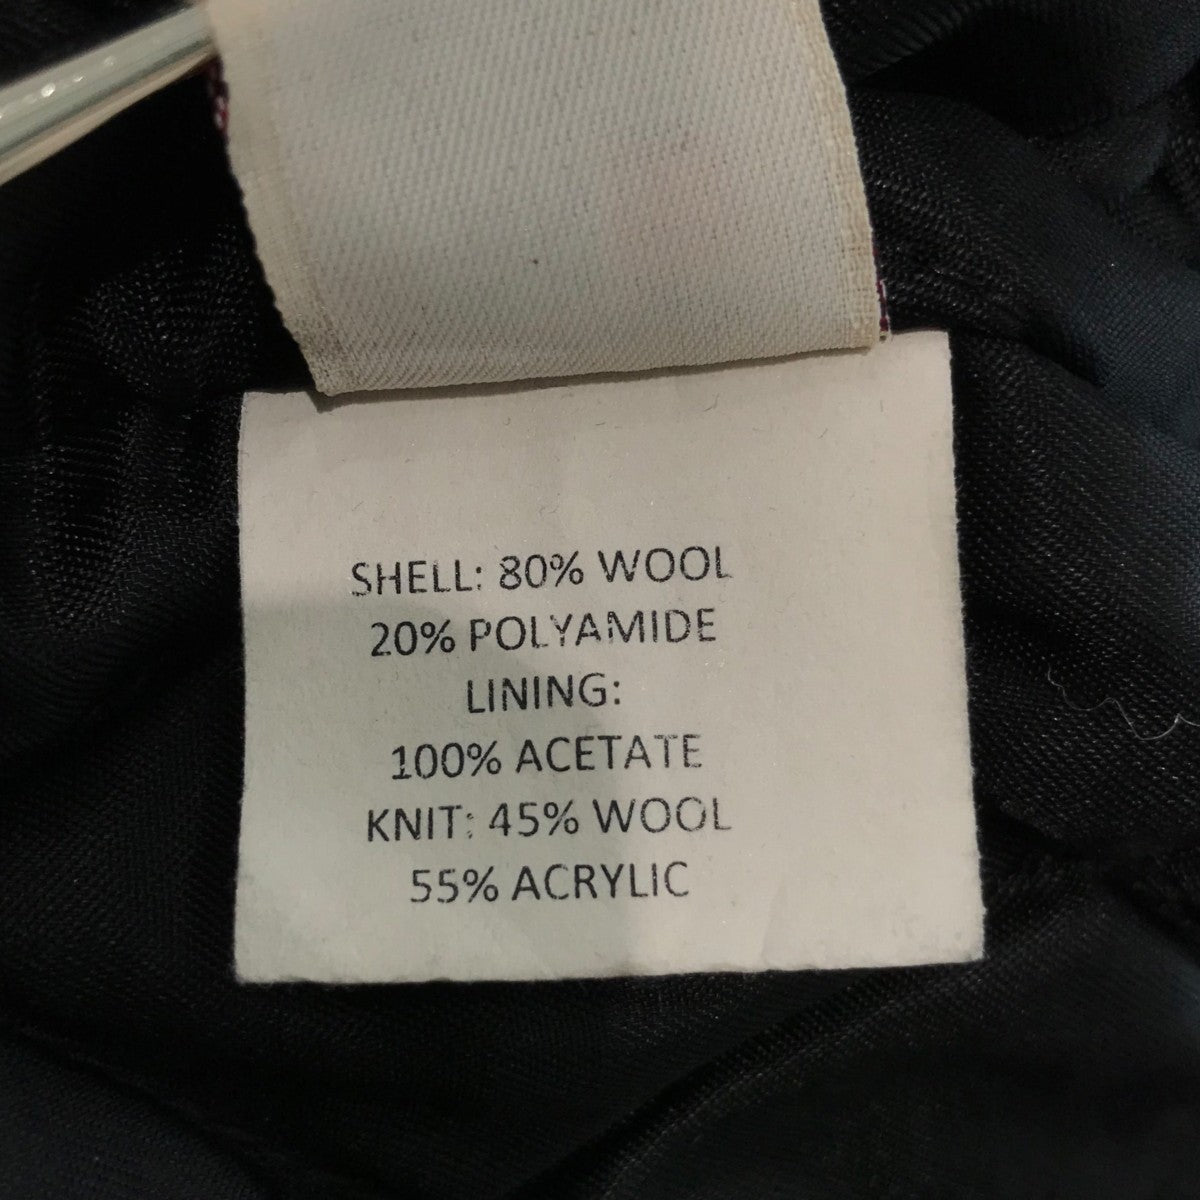 SHELL: 80% WOOL
20% POLYAMIDE
LINING:
100% ACETATE
KNIT: 45% WOOL
55% ACRYLIC